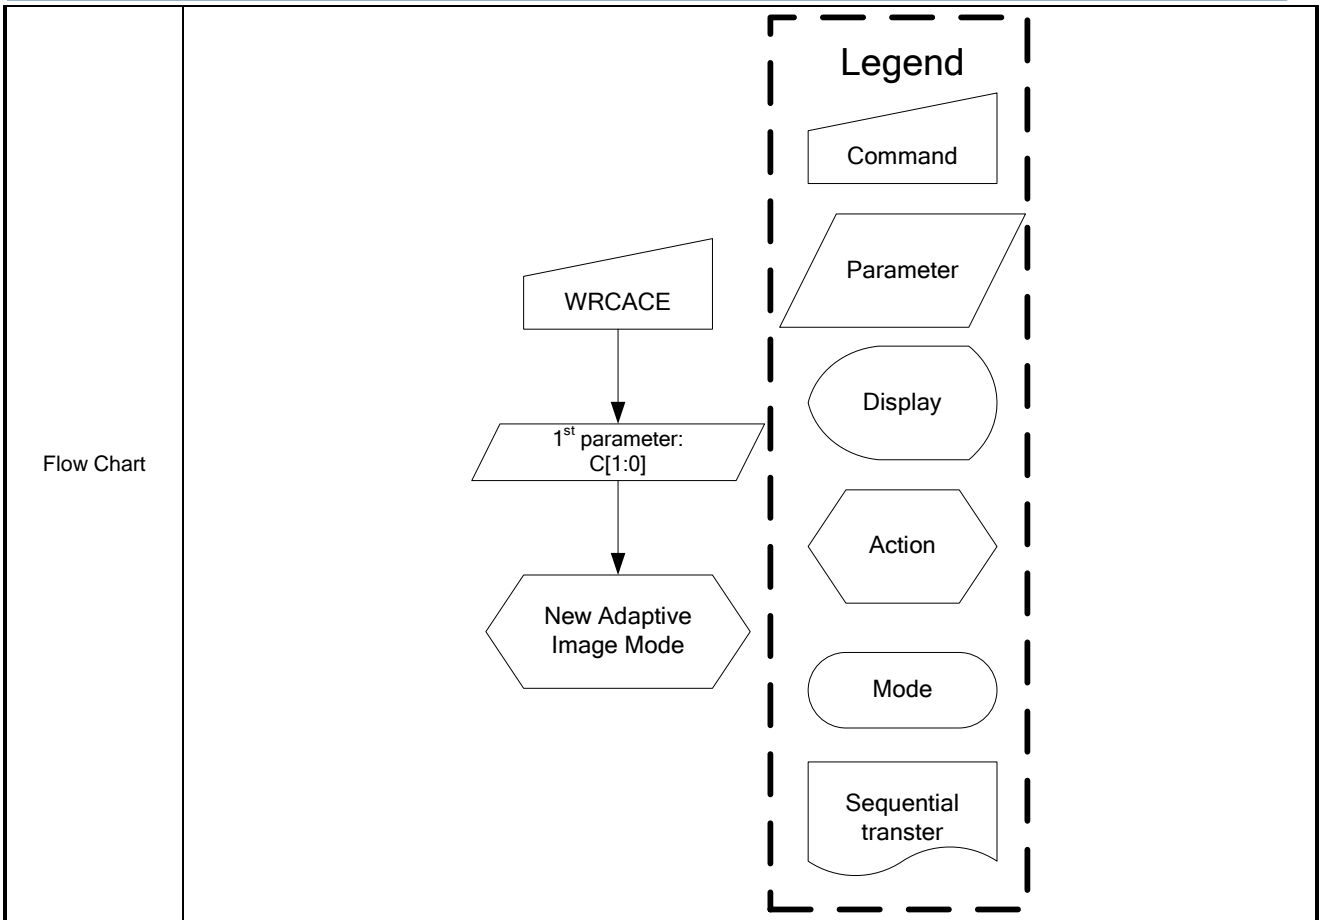 Flow Chart
WRCACE
1st parameter:
C[1:0]
New Adaptive
Image Mode
Legend
Command
Parameter
Display
Action
Mode
Sequential
transter